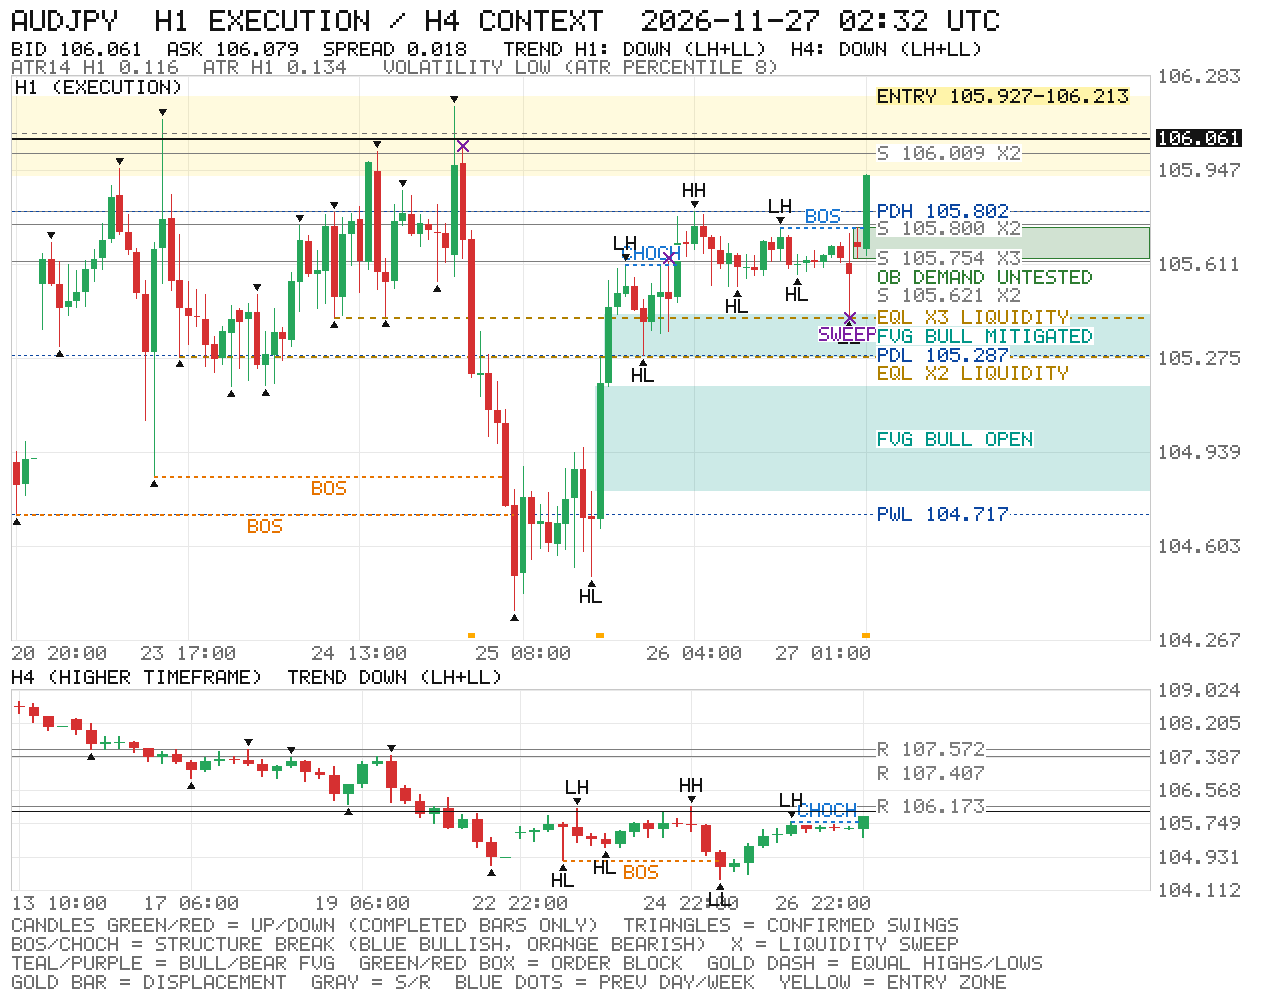 AUDJPY H1 EXECUTION / H4 CONTEXT 2026-11-27 02:32 UTC
BID 106.061 ASK 106.079 SPREAD 0.018 TREND H1: DOWN (LH+LL) H4: DOWN (LH+LL)
ATR14 H1 0.116 ATR H1 0.134 VOLATILITY LOW (ATR PERCENTILE 8)
106.283
H1 (EXECUTION)
ENTRY 105.927-106.213
106.061
S 106.009 X2
105.947
HH
LH
BOS
PDH 105.802
S 105.800 X2
LH
CHOCH
S 105.754 X3
105.611
OB DEMAND UNTESTED
S 105.621 X2
HL
HL
EQL X3 LIQUIDITY
SWEEP
FVG BULL MITIGATED
PDL 105.287
105.275
HL
EQL X2 LIQUIDITY
FVG BULL OPEN
104.939
BOS
BOS
PWL 104.717
104.603
HL
104.267
20 20:00 23 17:00 24 13:00 25 08:00 26 04:00 27 01:00
H4 (HIGHER TIMEFRAME) TREND DOWN (LH+LL)
109.024
108.205
R 107.572
107.387
R 107.407
106.568
LH
HH
LH
CHOCH
R 106.173
105.749
HL
HL
BOS
104.931
LL
104.112
13 10:00 17 06:00 19 06:00 22 22:00 24 22:00 26 22:00
CANDLES GREEN/RED = UP/DOWN (COMPLETED BARS ONLY) TRIANGLES = CONFIRMED SWINGS
BOS/CHOCH = STRUCTURE BREAK (BLUE BULLISH, ORANGE BEARISH) X = LIQUIDITY SWEEP
TEAL/PURPLE = BULL/BEAR FVG GREEN/RED BOX = ORDER BLOCK GOLD DASH = EQUAL HIGHS/LOWS
GOLD BAR = DISPLACEMENT GRAY = S/R BLUE DOTS = PREV DAY/WEEK YELLOW = ENTRY ZONE